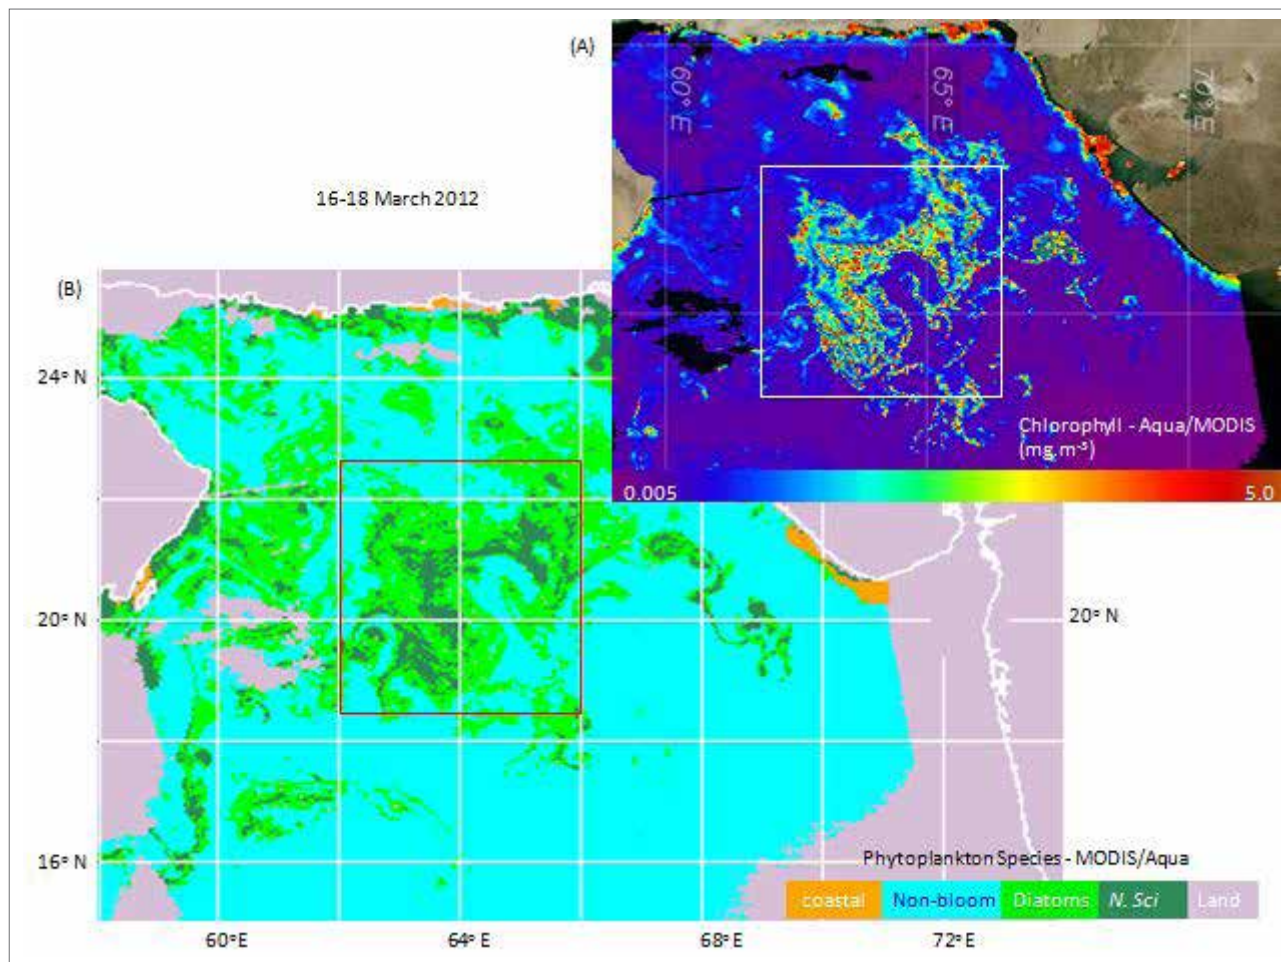 (A)
60° E
65° E
70° E
16-18 March 2012
(B)
24° N
Chlorophyll - Aqua/MODIS
(mg.m⁻³)
0.005
5.0
20° N
20° N
16° N
Phytoplankton Species - MODIS/Aqua
coastal Non-bloom Diatoms N. Sci Land
60°E
64° E
68° E
72°E